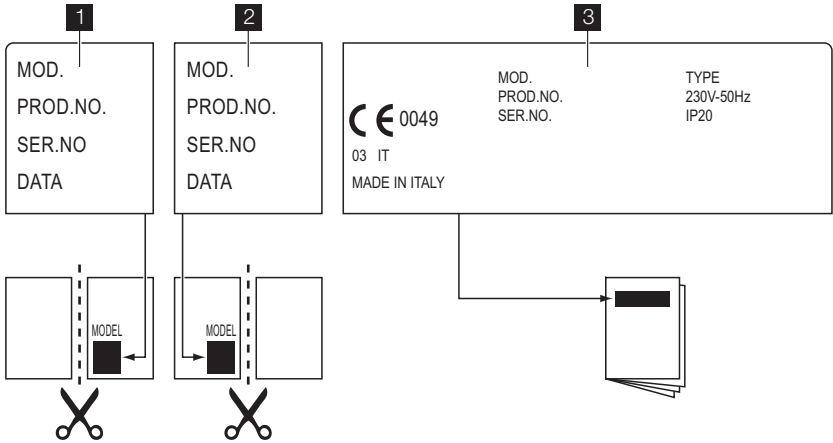 1
MOD.
PROD.NO.
SER.NO
DATA
2
MOD.
PROD.NO.
SER.NO
DATA
3
MOD. TYPE
PROD.NO. 230V-50Hz
SER.NO. IP20
CE 0049
03 IT
MADE IN ITALY
MODEL
MODEL